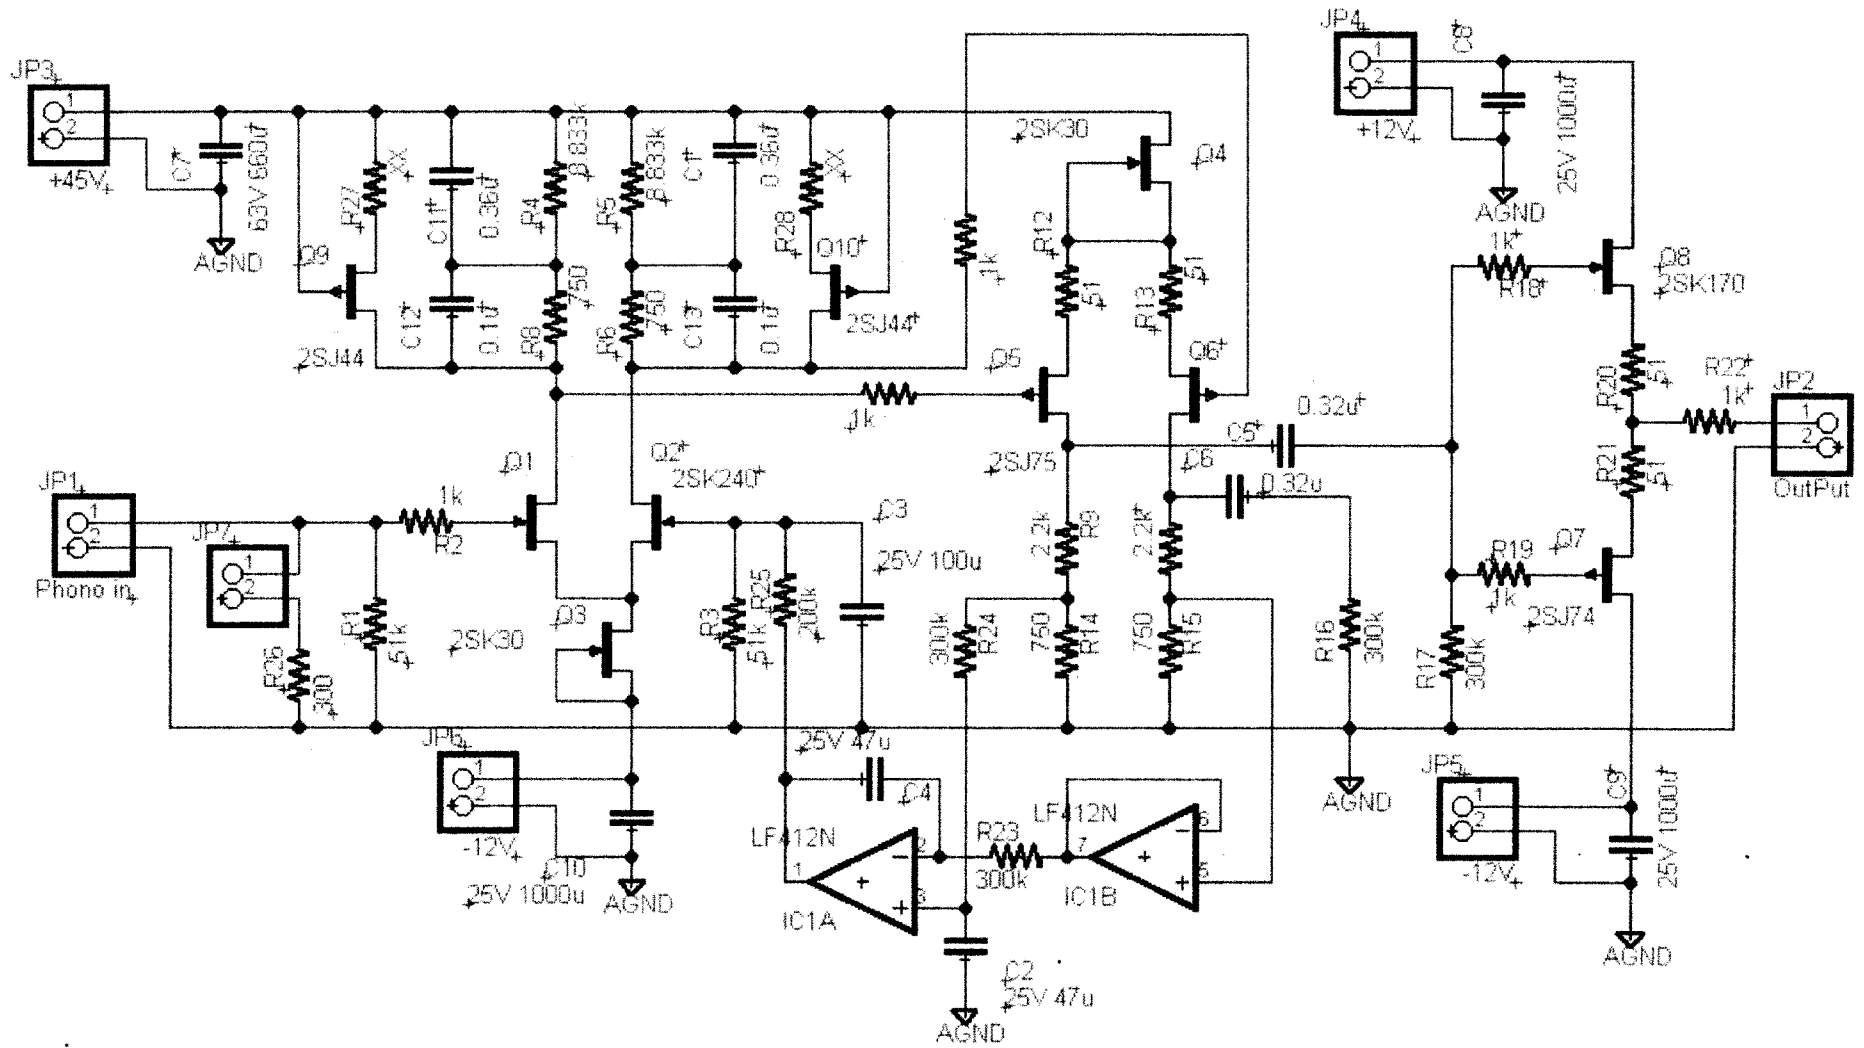 JP3
1
2
+45V
C7
63V 660u
AGND
R27
XX
Q9
2SJ44
C11
0.36u
C12
0.1u
R4
8.833k
R8
750
R5
8.833k
R6
750
C1
0.36u
C13
0.1u
R28
XX
Q10
2SJ44
1k
2SK30
Q4
R12
51
R13
51
Q5
2SJ75
Q6
1k
JP4
1
2
+12V
C8
25V 1000u
AGND
1k
R18
Q8
2SK170
R20
51
R22
1k
JP2
1
2
OutPut
R21
51
C5
0.32u
C6
0.32u
JP1
1
2
Phono in
JP7
1
2
R26
300
R1
51k
1k
R2
Q1
Q2
2SK240
Q3
2SK30
R3
51k
R25
200k
C3
25V 100u
2.2k
R9
2.2k
300k
R24
750
R14
750
R15
R16
300k
R17
300k
R19
1k
Q7
2SJ74
AGND
JP6
1
2
-12V
C10
25V 1000u
AGND
25V 47u
C4
LF412N
1
2
3
IC1A
R23
300k
LF412N
7
6
5
IC1B
C2
25V 47u
AGND
JP5
1
2
-12V
C9
25V 1000u
AGND